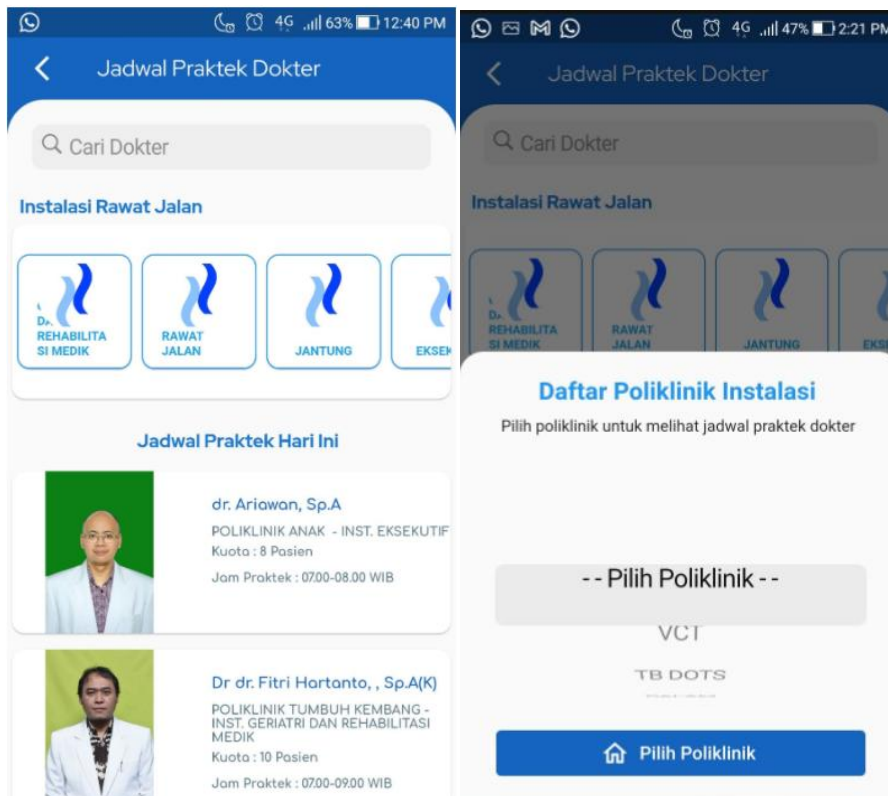 4G 63% 12:40 PM
Jadwal Praktek Dokter
Cari Dokter
Instalasi Rawat Jalan
REHABILITA
SI MEDIK
RAWAT
JALAN
JANTUNG
EKSEK
Jadwal Praktek Hari Ini
dr. Ariawan, Sp.A
POLIKLINIK ANAK - INST. EKSEKUTIF
Kuota : 8 Pasien
Jam Praktek : 07.00-08.00 WIB
Dr dr. Fitri Hartanto, , Sp.A(K)
POLIKLINIK TUMBUH KEMBANG -
INST. GERIATRI DAN REHABILITASI
MEDIK
Kuota : 10 Pasien
Jam Praktek : 07.00-09.00 WIB
4G 47% 2:21 PM
Jadwal Praktek Dokter
Cari Dokter
Instalasi Rawat Jalan
REHABILITA
SI MEDIK
RAWAT
JALAN
JANTUNG
EKSE
Daftar Poliklinik Instalasi
Pilih poliklinik untuk melihat jadwal praktek dokter
- - Pilih Poliklinik - -
VCT
TB DOTS
Pilih Poliklinik